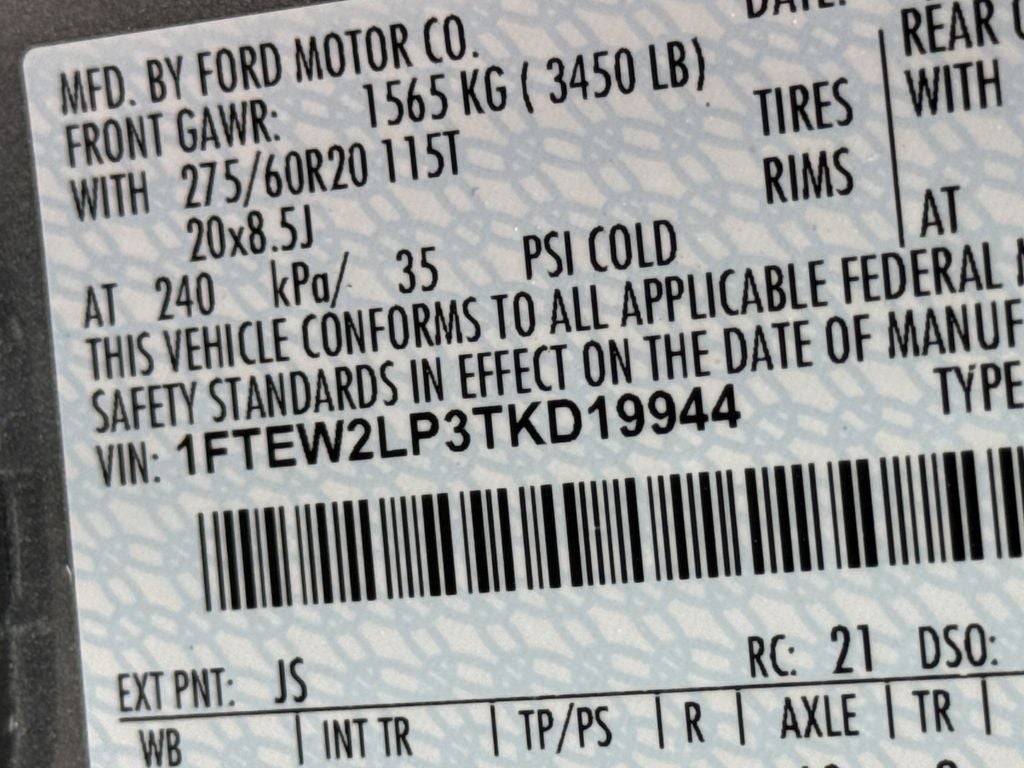 MFD. BY FORD MOTOR CO.
FRONT GAWR: 1565 KG ( 3450 LB)
WITH 275/60R20 115T TIRES
20x8.5J RIMS
AT 240 kPa/ 35 PSI COLD
REAR
WITH
AT
THIS VEHICLE CONFORMS TO ALL APPLICABLE FEDERAL
SAFETY STANDARDS IN EFFECT ON THE DATE OF MANUF
VIN: 1FTEW2LP3TKD19944
TYPE
EXT PNT: JS RC: 21 DSO:
WB | INT TR | TP/PS | R | AXLE | TR |